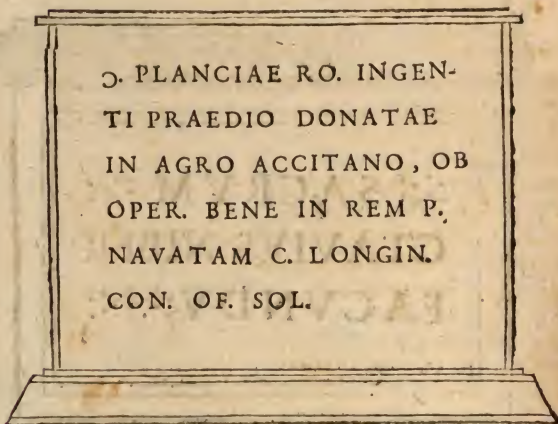 Ɔ. PLANCIAE RO. INGEN-
TI PRAEDIO DONATAE
IN AGRO ACCITANO, OB
OPER. BENE IN REM P.
NAVATAM C. LONGIN.
CON. OF. SOL.